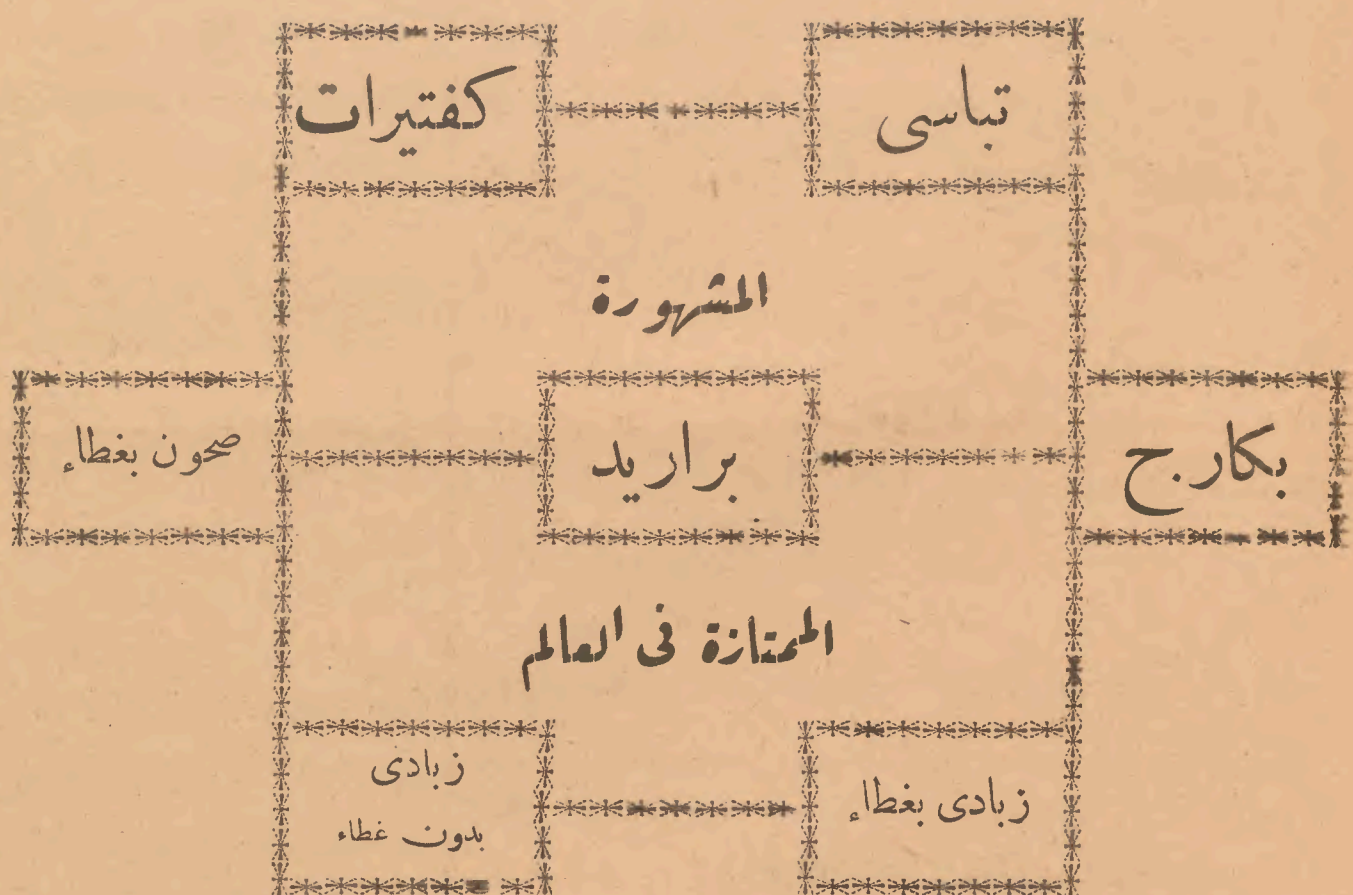 تباسى
كفتيرات
المشهورة
بكارج
براريد
صحون بغطاء
الممتازة فى العالم
زبادى بغطاء
زبادى
بدون غطاء